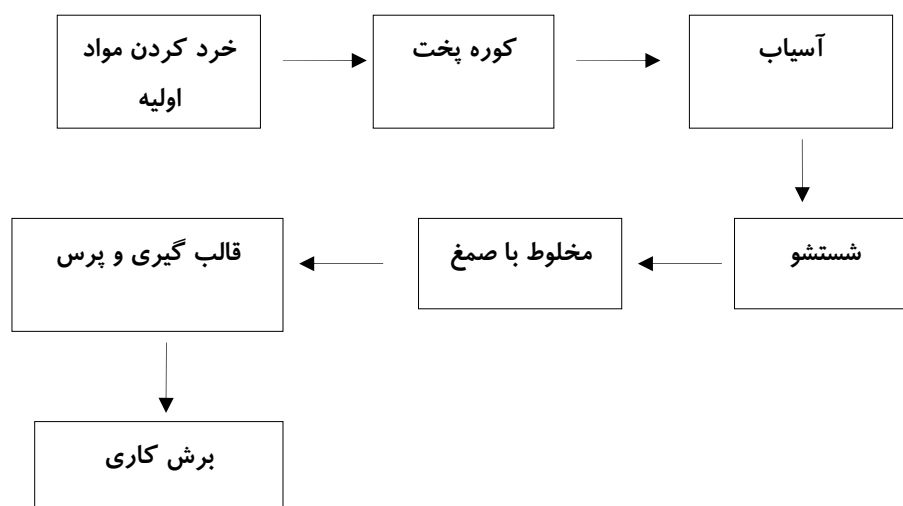 خرد کردن مواد
اولیه
کوره پخت
آسیاب
شستشو
مخلوط با صمغ
قالب گیری و پرس
برش کاری